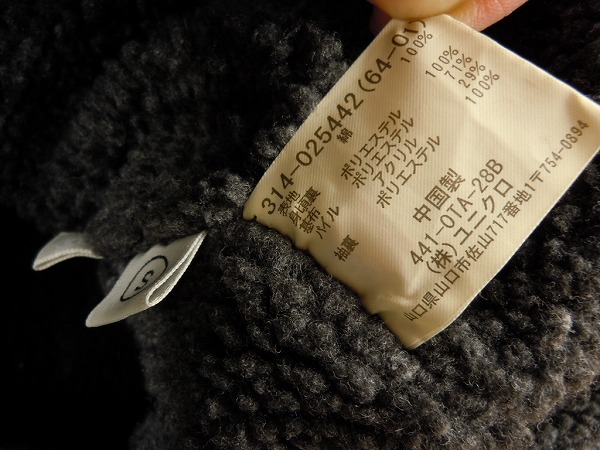 314-025442 (64-01)
表地 綿 100%
身頃裏
基布 ポリエステル 100%
パイル ポリエステル 71%
アクリル 29%
袖裏 ポリエステル 100%
中国製
441-0TA-28B
(株)ユニクロ
山口県山口市佐山717番地1〒754-0894
S